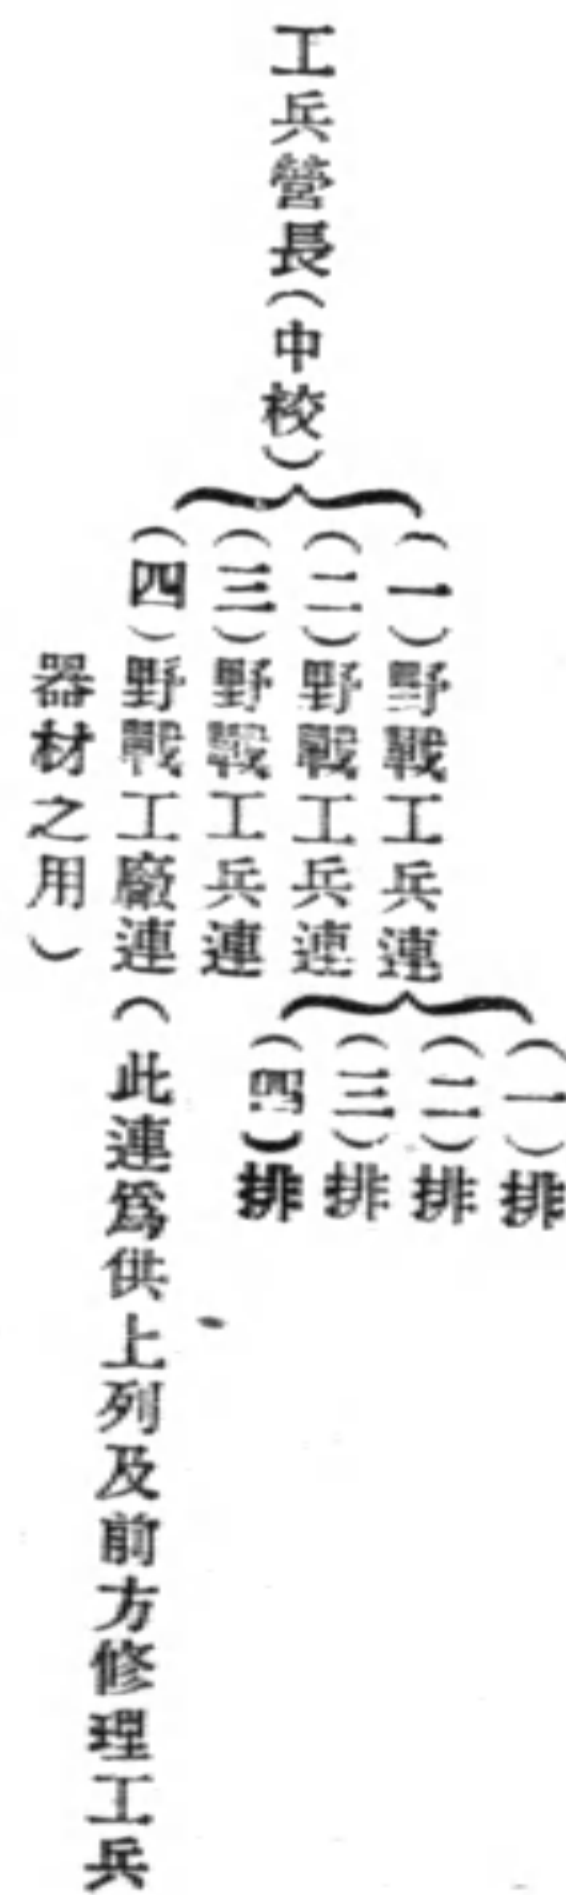 工兵營長(中校)
(一)野戰工兵連
(一)排
(二)排
(三)排
(四)排
(二)野戰工兵連
(三)野戰工兵連
(四)野戰工廠連(此連爲供上列及前方修理工兵
器材之用)